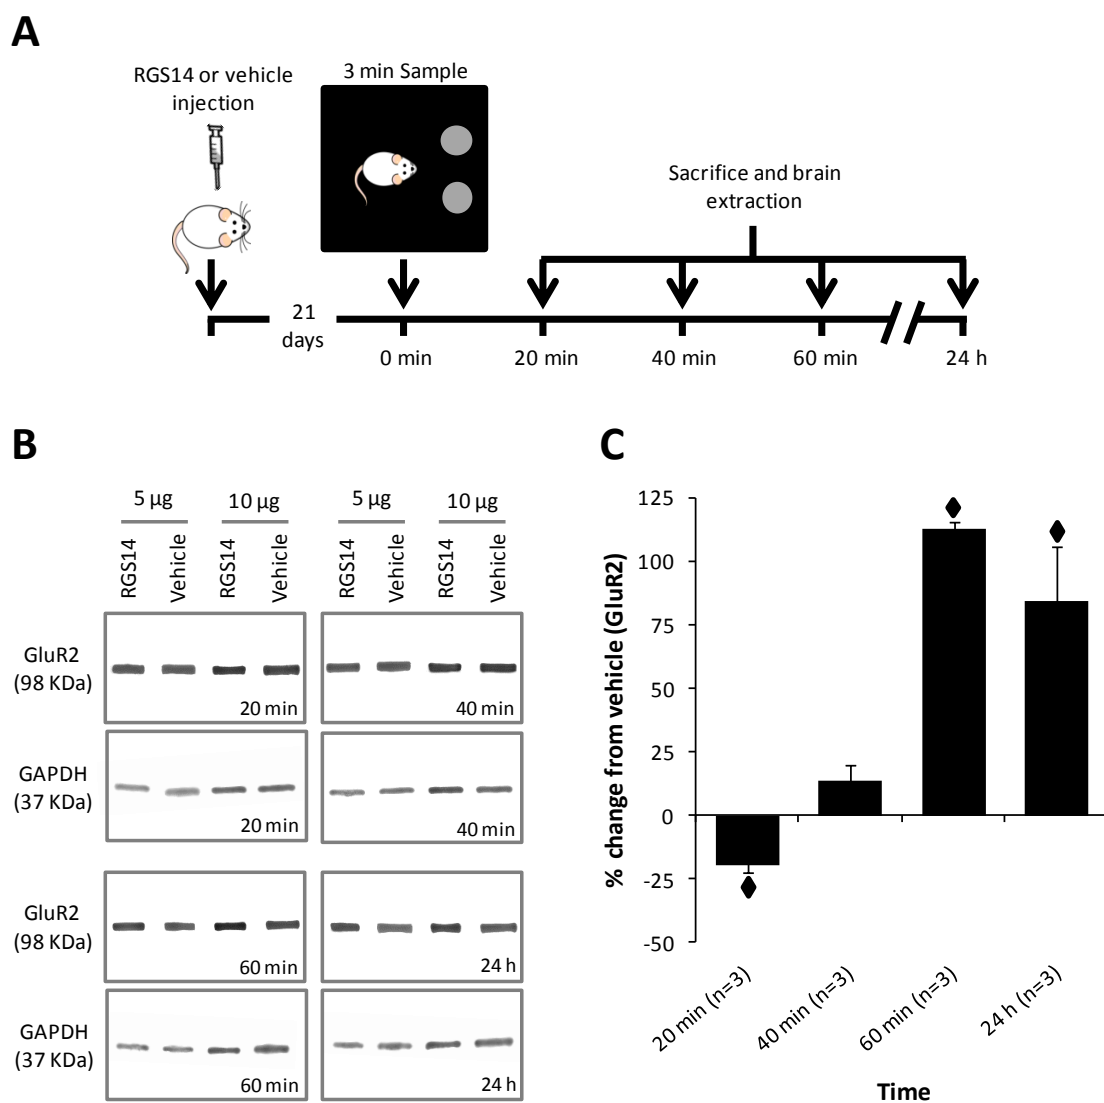 A
RGS14 or vehicle
injection
3 min Sample
Sacrifice and brain
extraction
21
days
0 min
20 min
40 min
60 min
24 h
B
5 µg
10 µg
5 µg
10 µg
RGS14
Vehicle
RGS14
Vehicle
RGS14
Vehicle
RGS14
Vehicle
GluR2
(98 KDa)
20 min
40 min
GAPDH
(37 KDa)
20 min
40 min
GluR2
(98 KDa)
60 min
24 h
GAPDH
(37 KDa)
60 min
24 h
C
% change from vehicle (GluR2)
125
100
75
50
25
0
-25
-50
20 min (n=3)
40 min (n=3)
60 min (n=3)
24 h (n=3)
Time